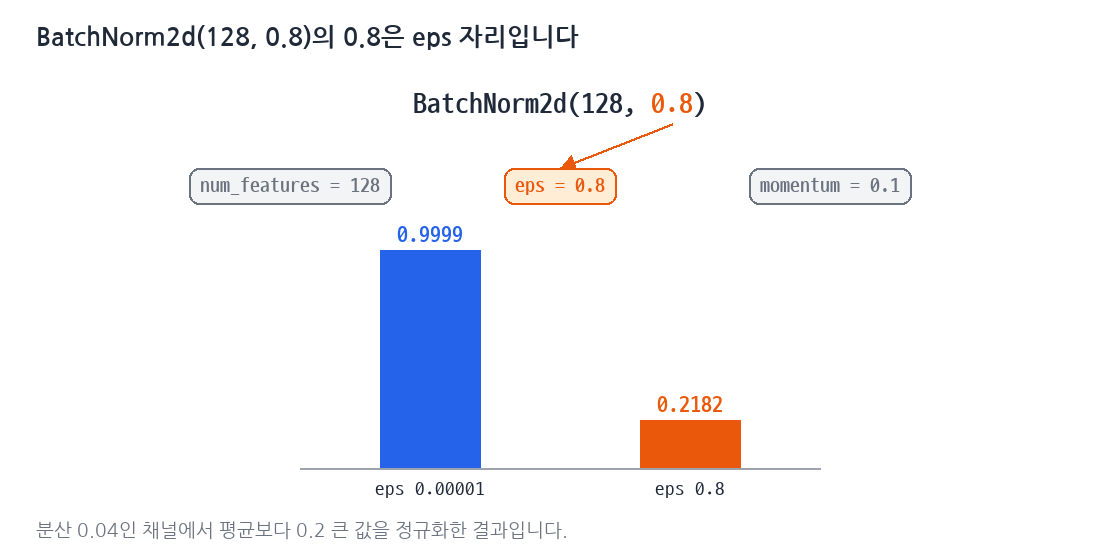 BatchNorm2d(128, 0.8)의 0.8은 eps 자리입니다
BatchNorm2d(128, 0.8)
num_features = 128
eps = 0.8
momentum = 0.1
0.9999
0.2182
eps 0.00001
eps 0.8
분산 0.04인 채널에서 평균보다 0.2 큰 값을 정규화한 결과입니다.